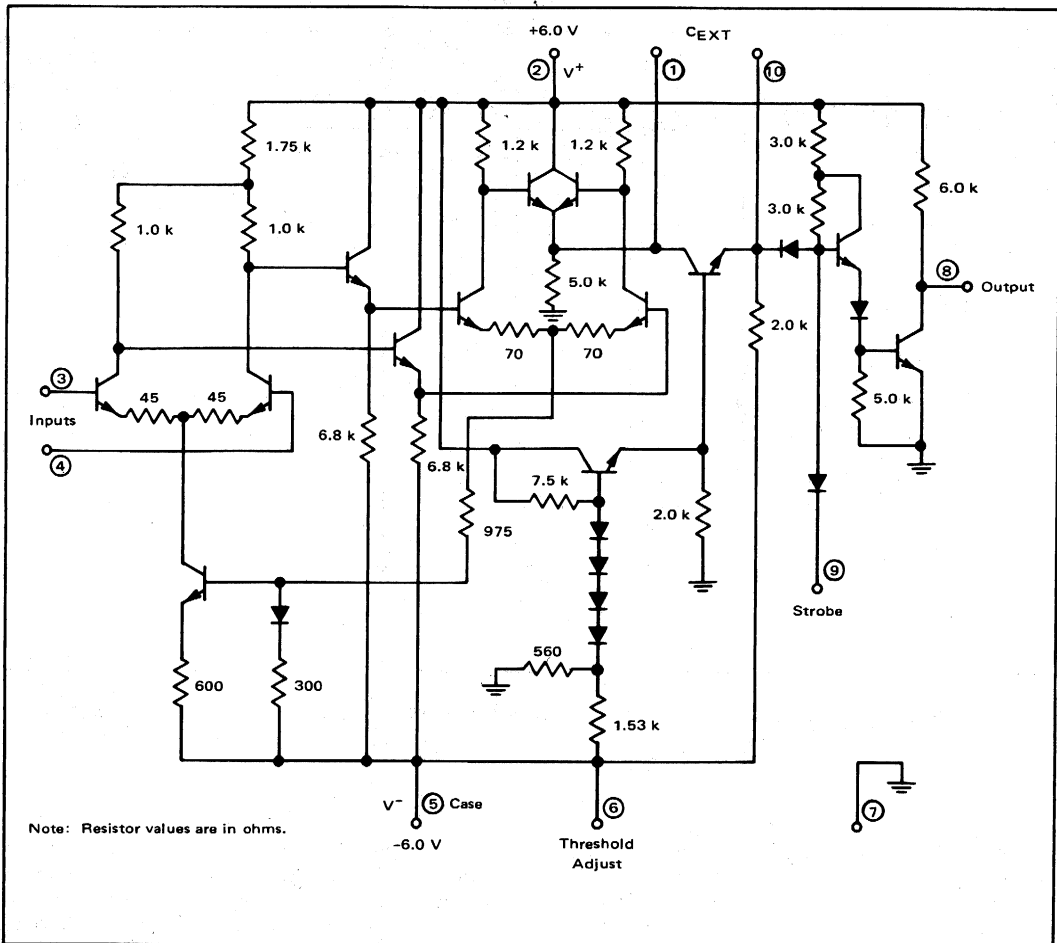 +6.0 V
CEXT
② V+
①
⑩
1.75 k
1.2 k
1.2 k
3.0 k
6.0 k
1.0 k
1.0 k
3.0 k
5.0 k
⑧
Output
2.0 k
③
70
70
45
45
5.0 k
Inputs
6.8 k
6.8 k
④
7.5 k
2.0 k
975
⑨
Strobe
560
600
300
1.53 k
V- ⑤ Case
⑥
⑦
Note: Resistor values are in ohms.
-6.0 V
Threshold
Adjust